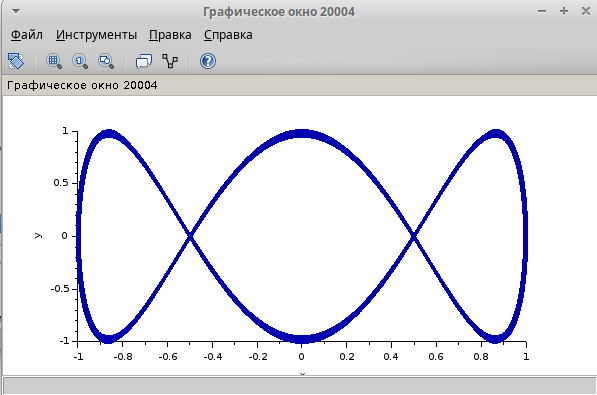 Графическое окно 20004
Файл Инструменты Правка Справка
Графическое окно 20004
1
0.5
y
0
-0.5
-1
-1 -0.8 -0.6 -0.4 -0.2 0 0.2 0.4 0.6 0.8 1